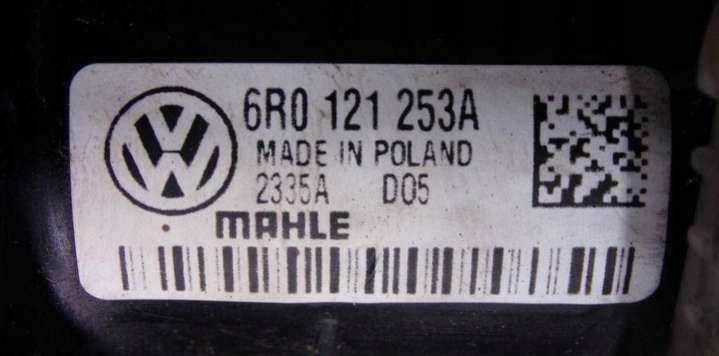 6R0 121 253A
MADE IN POLAND
2335A D05
MAHLE